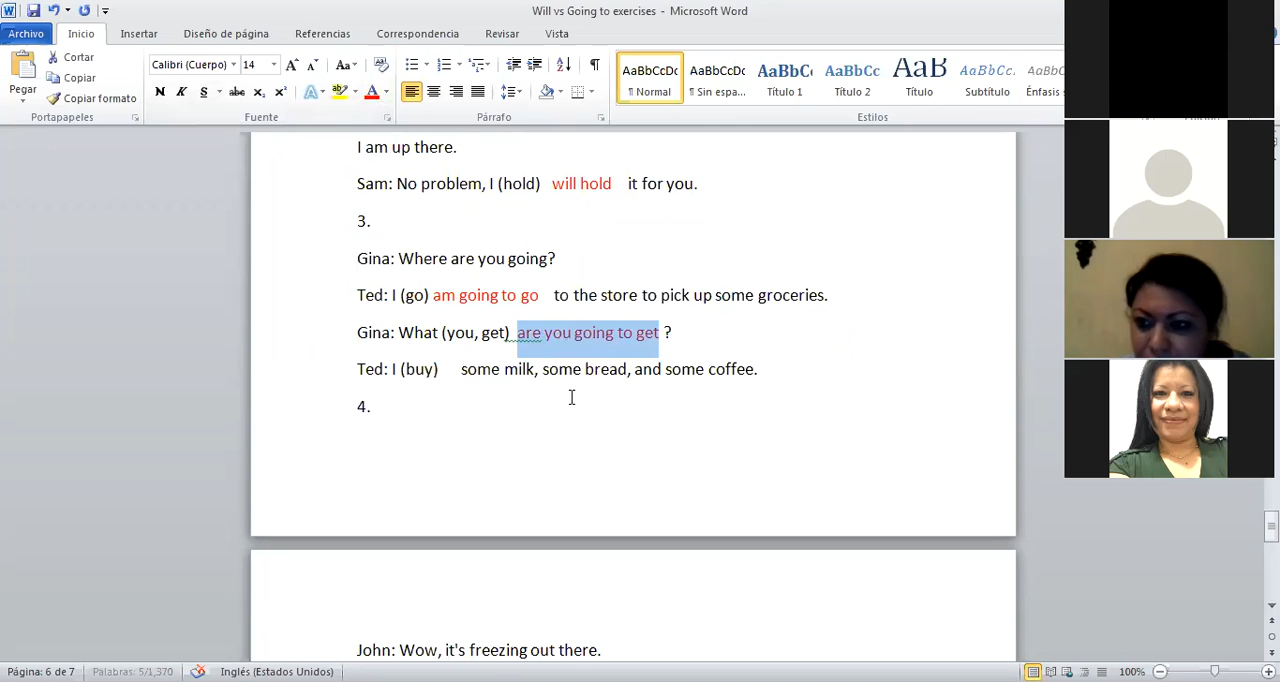 Will vs Going to exercises - Microsoft Word
Archivo Inicio Insertar Diseño de página Referencias Correspondencia Revisar Vista
Pegar
Cortar
Copiar
Copiar formato
Portapapeles
Calibri (Cuerpo) 14
N K S abc x₂ x²
Fuente
Párrafo
AaBbCcDc AaBbCcDc AaBbC AaBbCc AaB AaBbCc. AaBbC
¶ Normal ¶ Sin espa... Título 1 Título 2 Título Subtítulo Énfasis
Estilos
I am up there.
Sam: No problem, I (hold) will hold it for you.
3.
Gina: Where are you going?
Ted: I (go) am going to go to the store to pick up some groceries.
Gina: What (you, get) are you going to get ?
Ted: I (buy) some milk, some bread, and some coffee.
4.
John: Wow, it's freezing out there.
Página: 6 de 7 Palabras: 5/1,370 Inglés (Estados Unidos) 100%